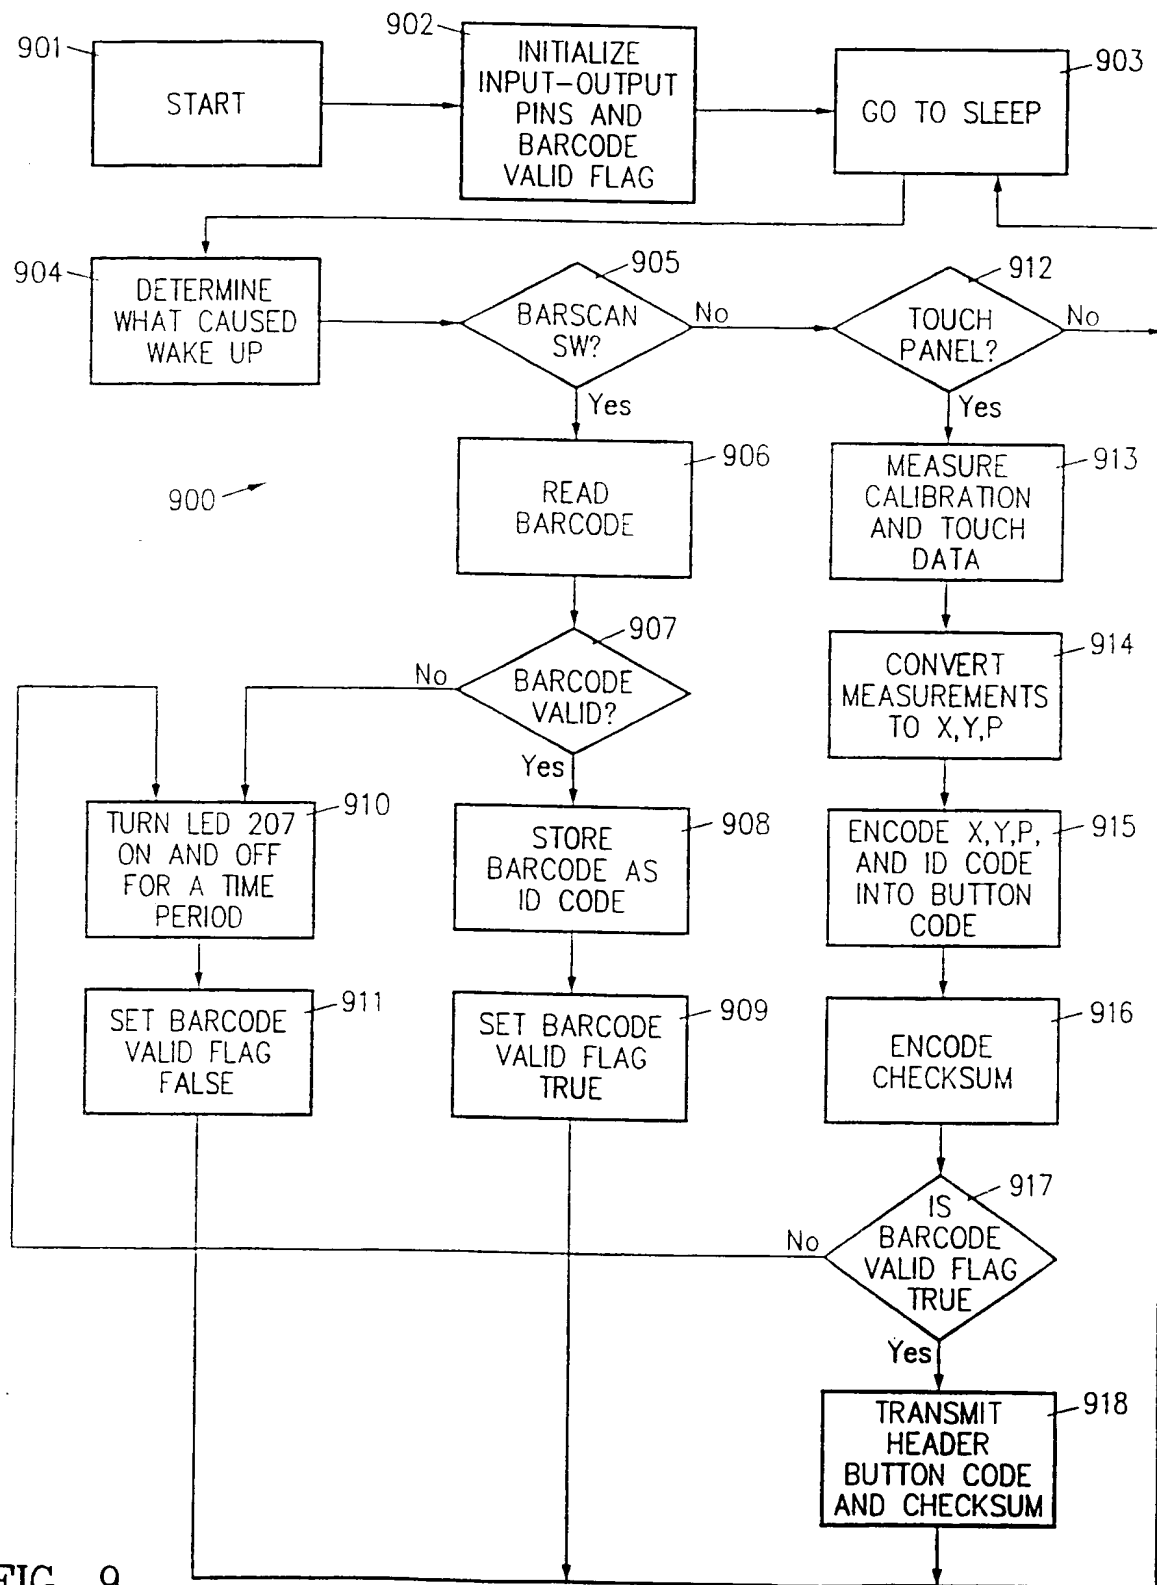 901
START
902
INITIALIZE
INPUT-OUTPUT
PINS AND
BARCODE
VALID FLAG
903
GO TO SLEEP
904
DETERMINE
WHAT CAUSED
WAKE UP
905
BARSCAN
SW?
No
Yes
912
TOUCH
PANEL?
No
Yes
900
906
READ
BARCODE
913
MEASURE
CALIBRATION
AND TOUCH
DATA
907
BARCODE
VALID?
No
Yes
914
CONVERT
MEASUREMENTS
TO X,Y,P
910
TURN LED 207
ON AND OFF
FOR A TIME
PERIOD
908
STORE
BARCODE AS
ID CODE
915
ENCODE X,Y,P,
AND ID CODE
INTO BUTTON
CODE
911
SET BARCODE
VALID FLAG
FALSE
909
SET BARCODE
VALID FLAG
TRUE
916
ENCODE
CHECKSUM
917
IS
BARCODE
VALID FLAG
TRUE
No
Yes
918
TRANSMIT
HEADER
BUTTON CODE
AND CHECKSUM
FIG. 9